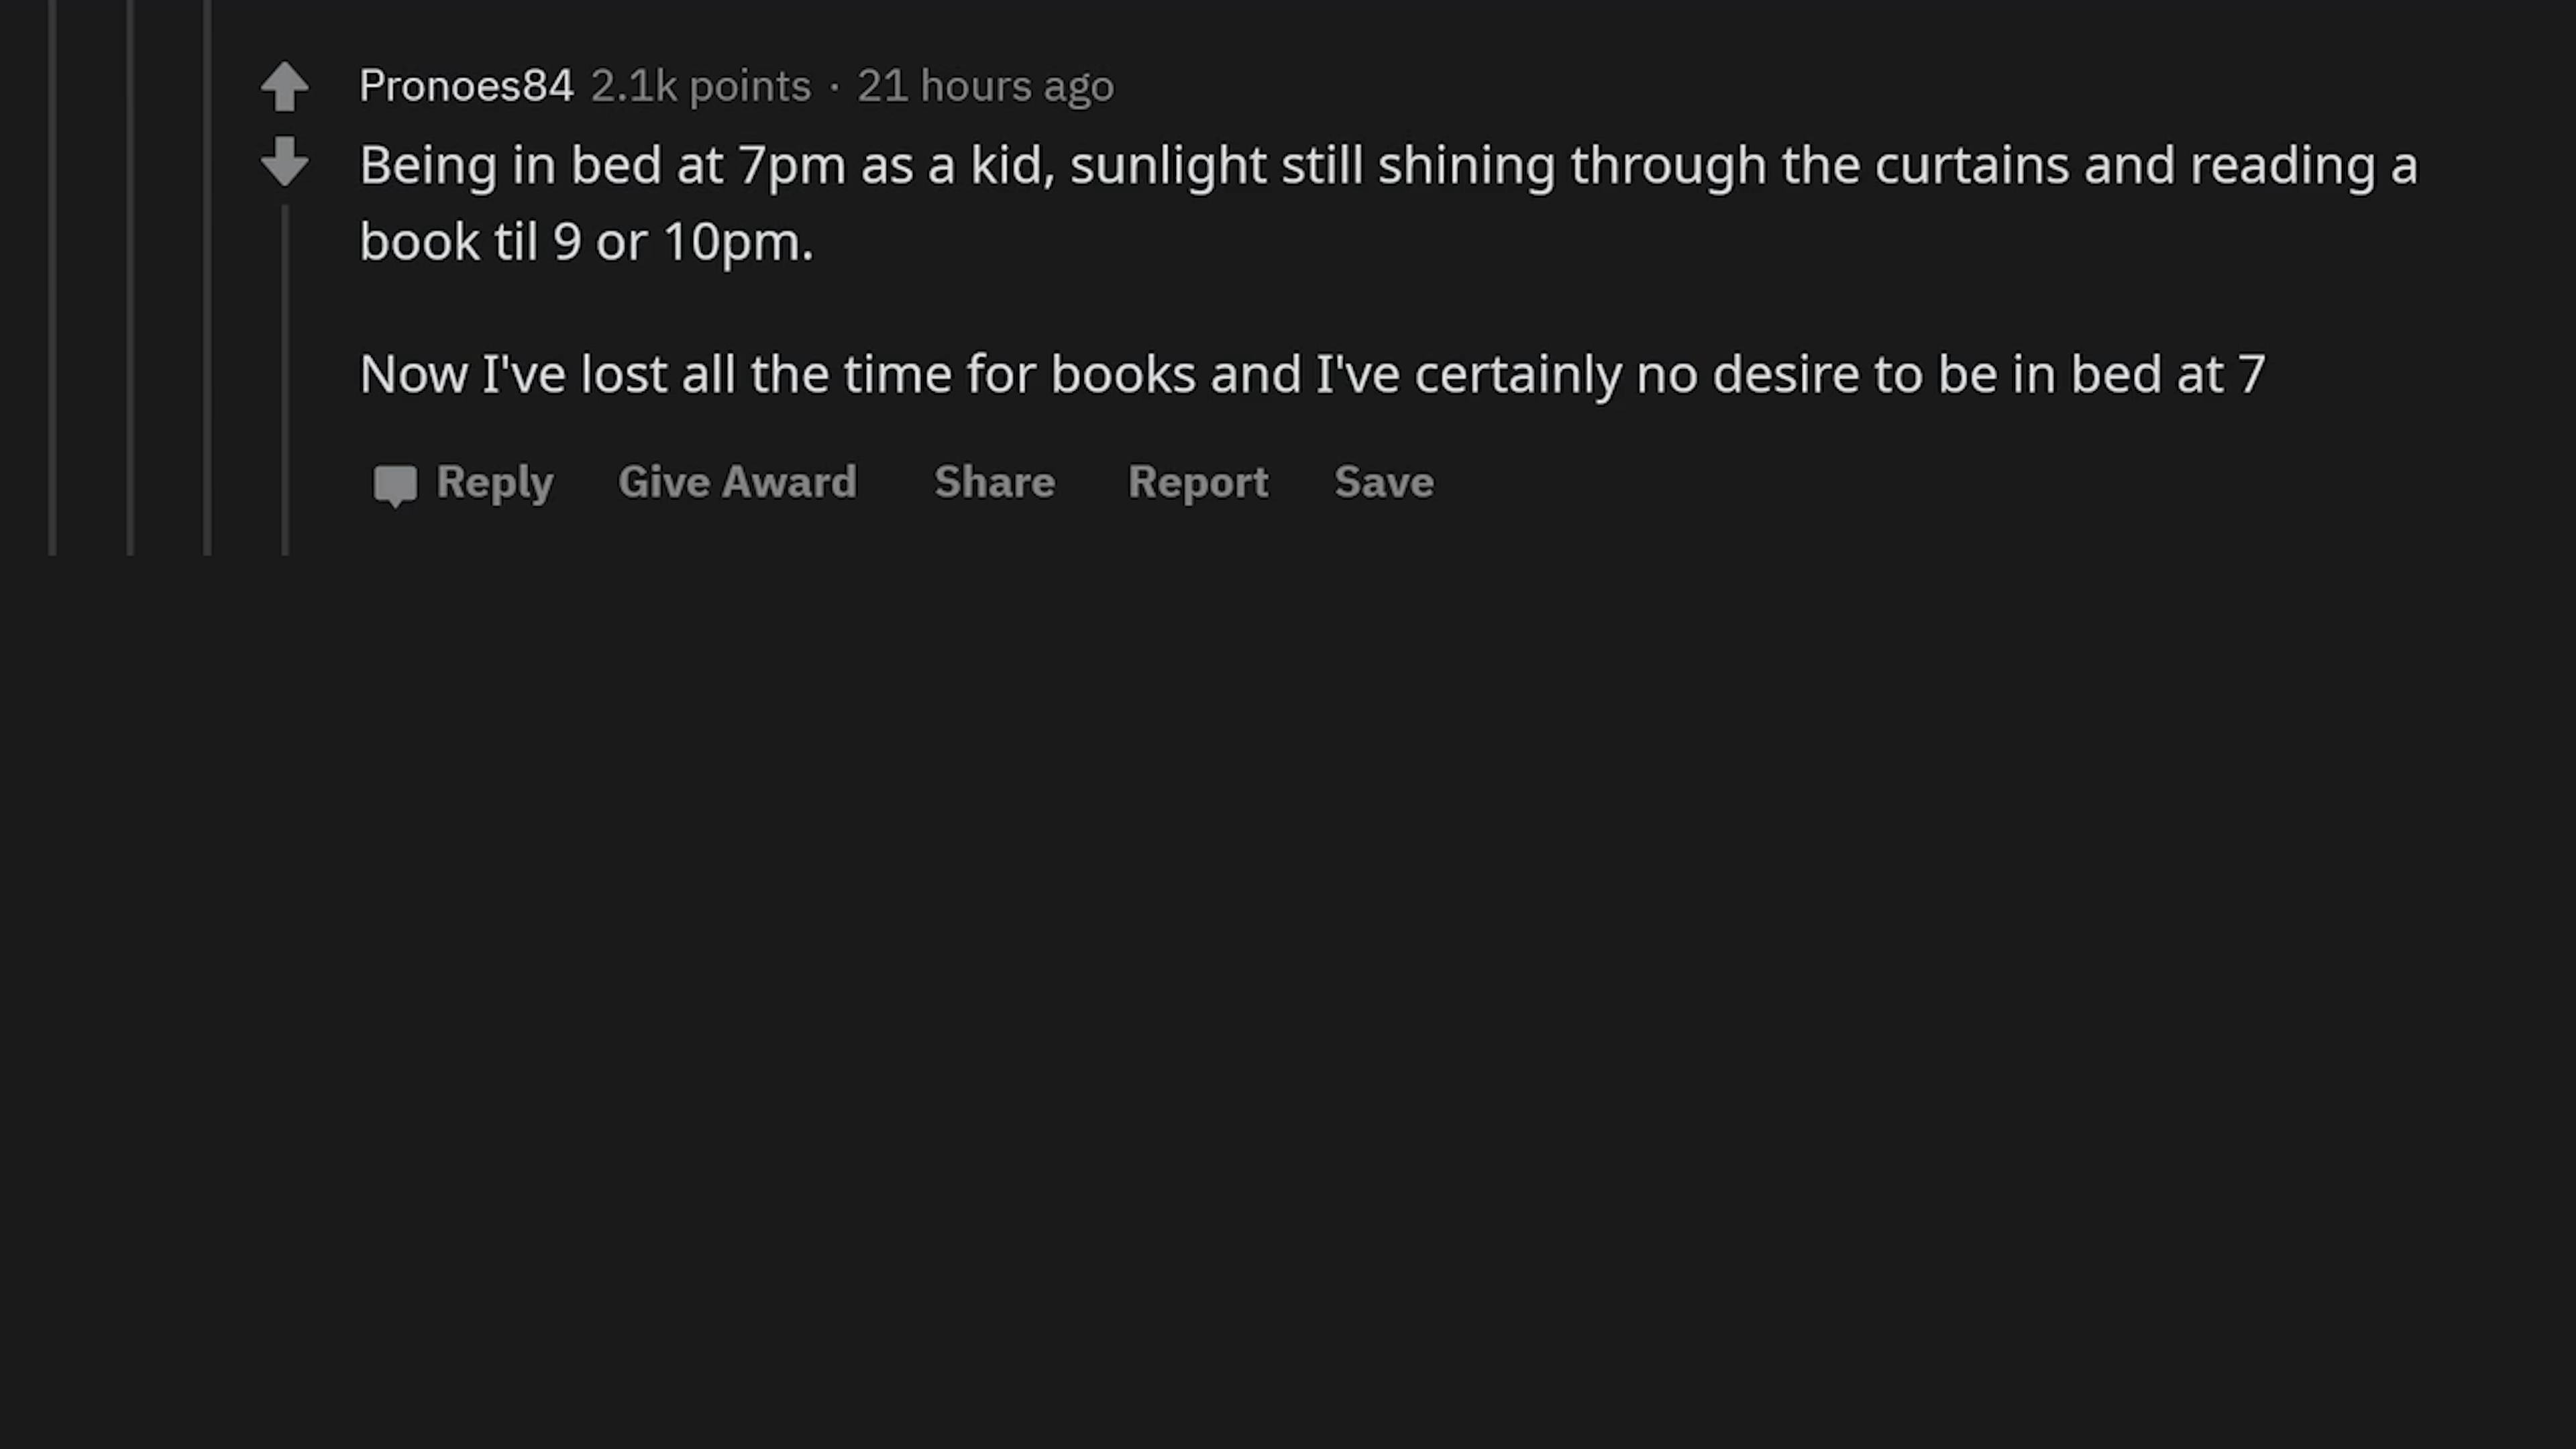 Pronoes84 2.1k points · 21 hours ago
Being in bed at 7pm as a kid, sunlight still shining through the curtains and reading a
book til 9 or 10pm.
Now I've lost all the time for books and I've certainly no desire to be in bed at 7
Reply Give Award Share Report Save